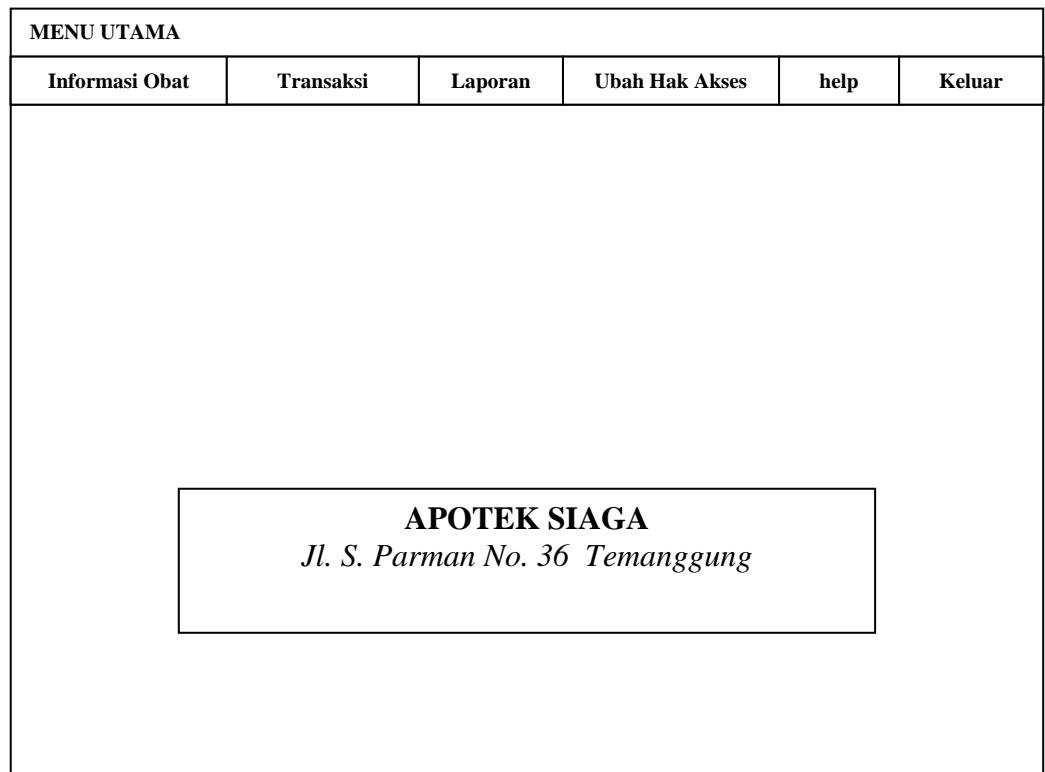 MENU UTAMA
Informasi Obat Transaksi Laporan Ubah Hak Akses help Keluar
APOTEK SIAGA
Jl. S. Parman No. 36 Temanggung